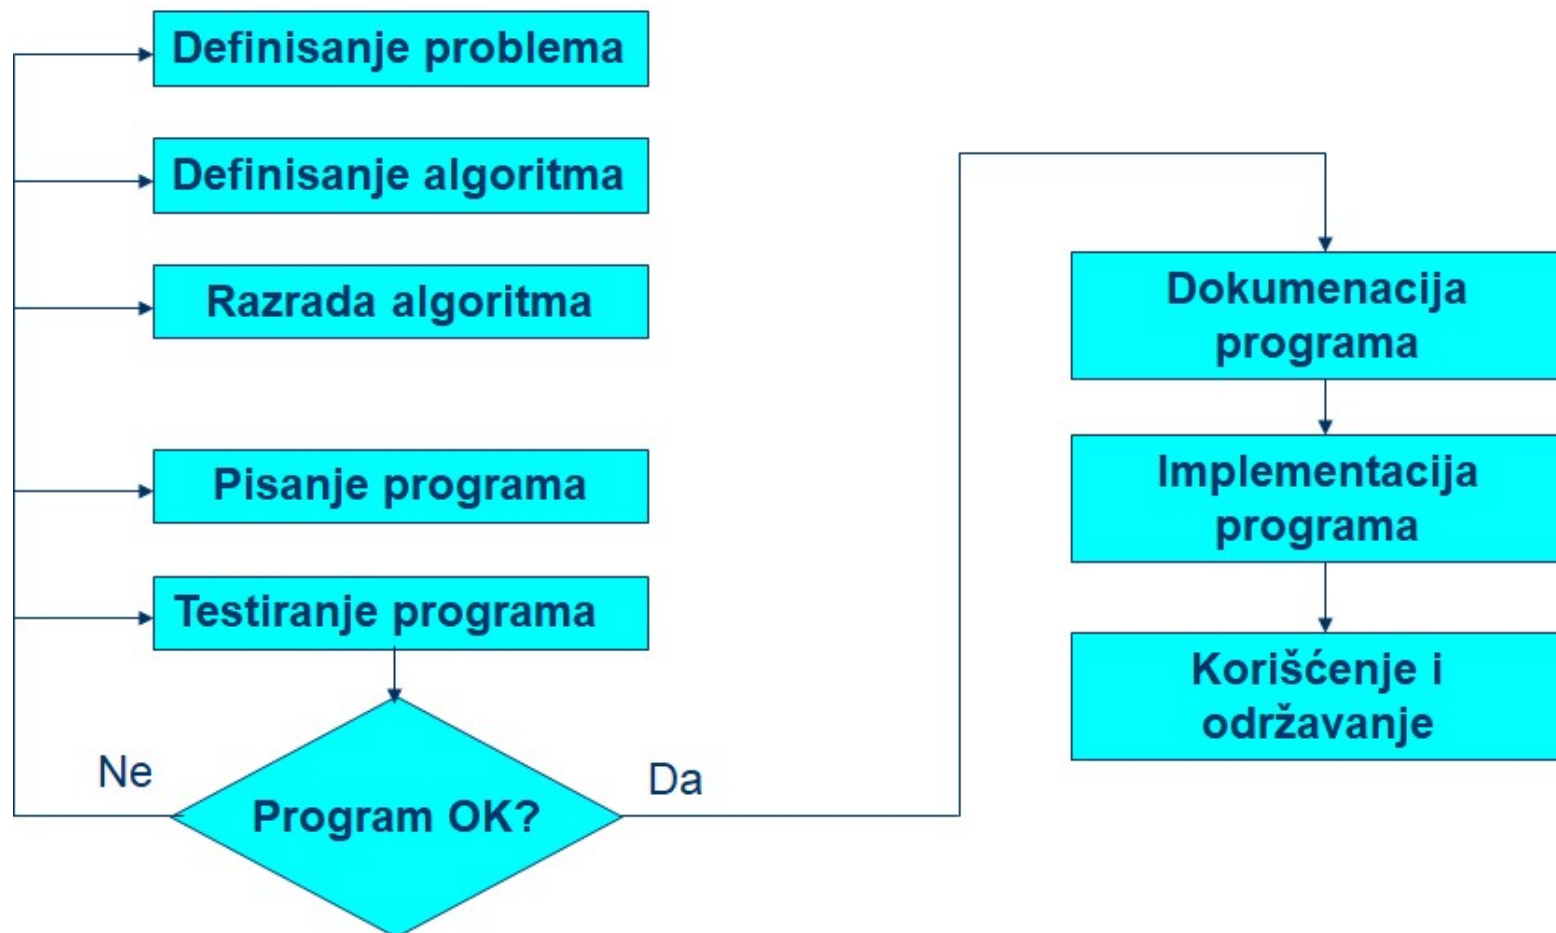 Definisanje problema
Definisanje algoritma
Razrada algoritma
Pisanje programa
Testiranje programa
Ne
Program OK?
Da
Dokumenacija
programa
Implementacija
programa
Korišćenje i
održavanje